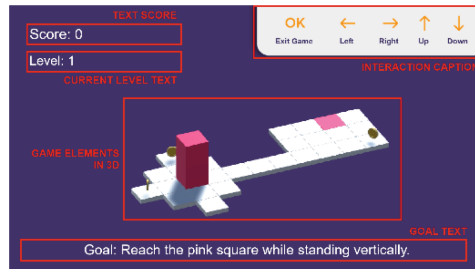 TEXT SCORE
Score: 0
Level: 1
CURRENT LEVEL TEXT
OK ← → ↑ ↓
Exit Game Left Right Up Down
INTERACTION CAPTION
GAME ELEMENTS
IN 3D
GOAL TEXT
Goal: Reach the pink square while standing vertically.